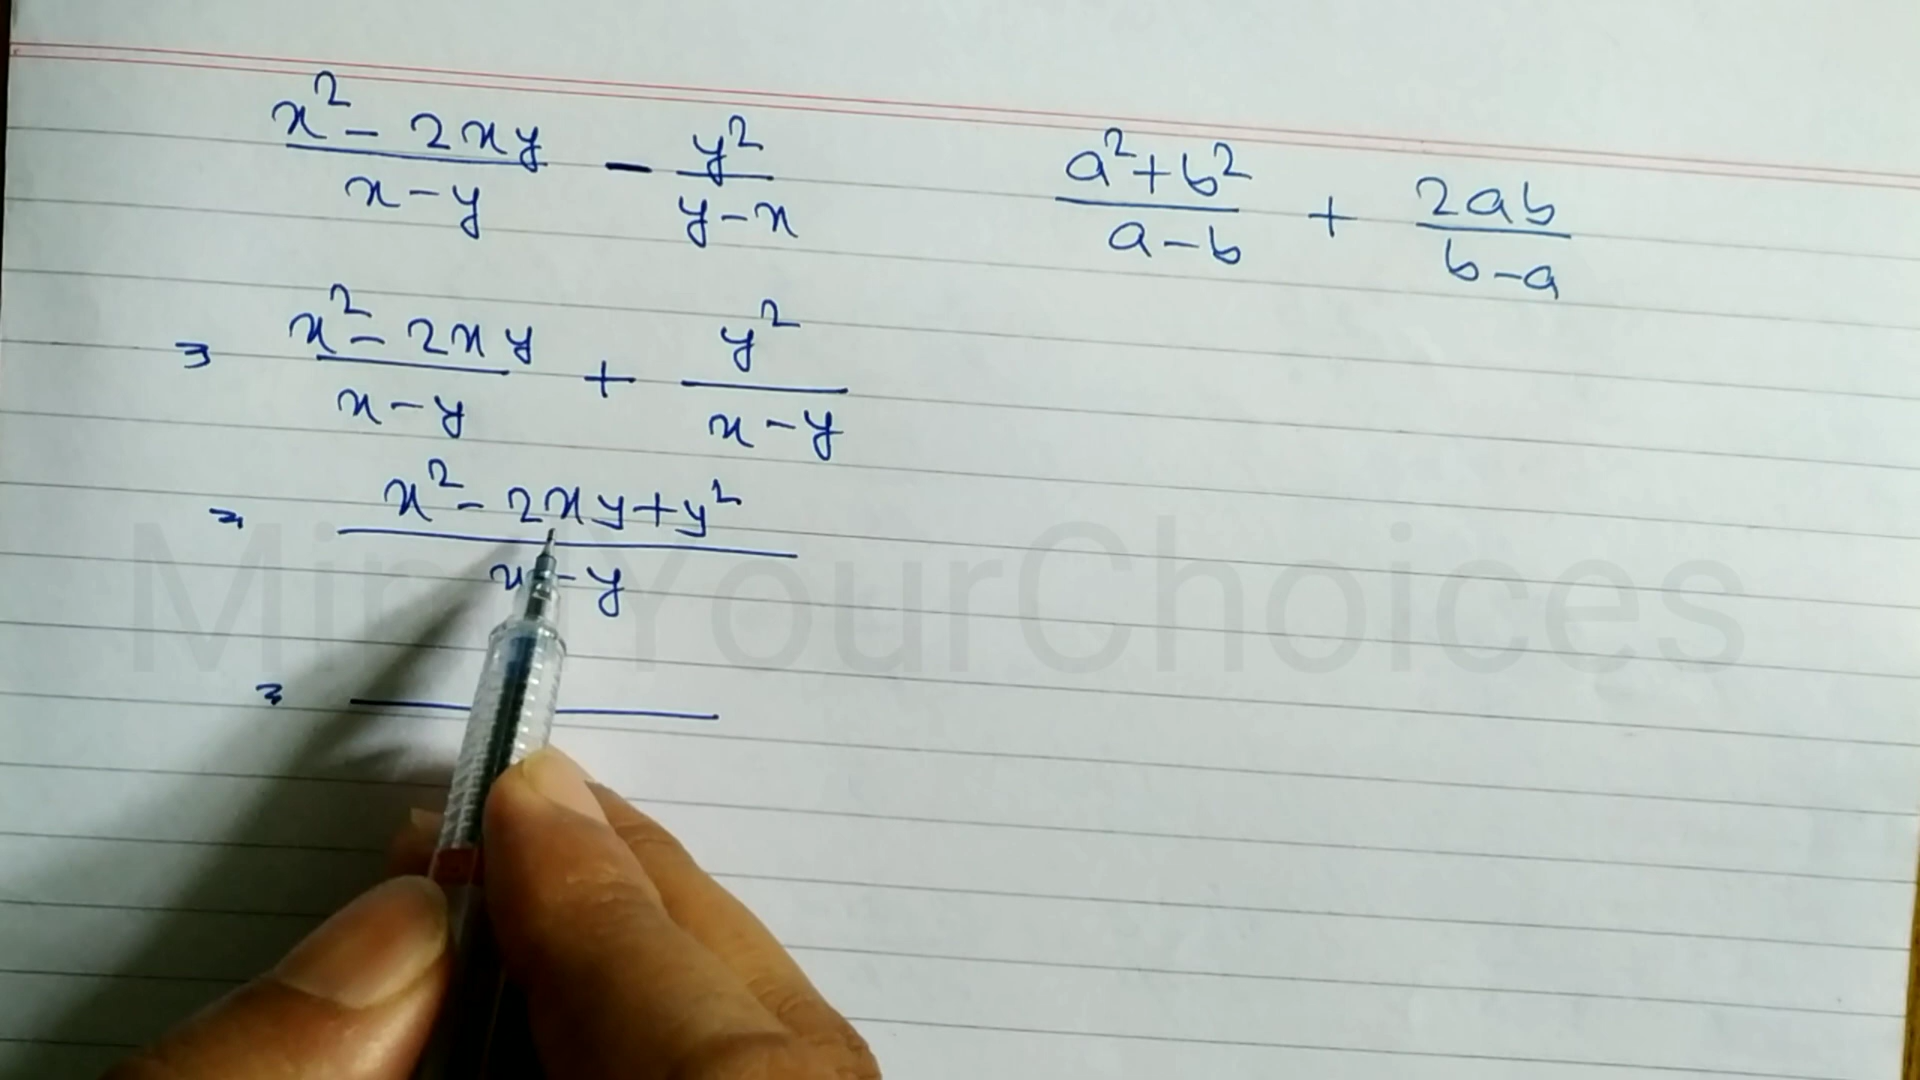 x² - 2xy / x - y - y² / y - x
= x² - 2xy / x - y + y² / x - y
= x² - 2xy + y² / x - y
=
a² + b² / a - b + 2ab / b - a
MindYourChoices